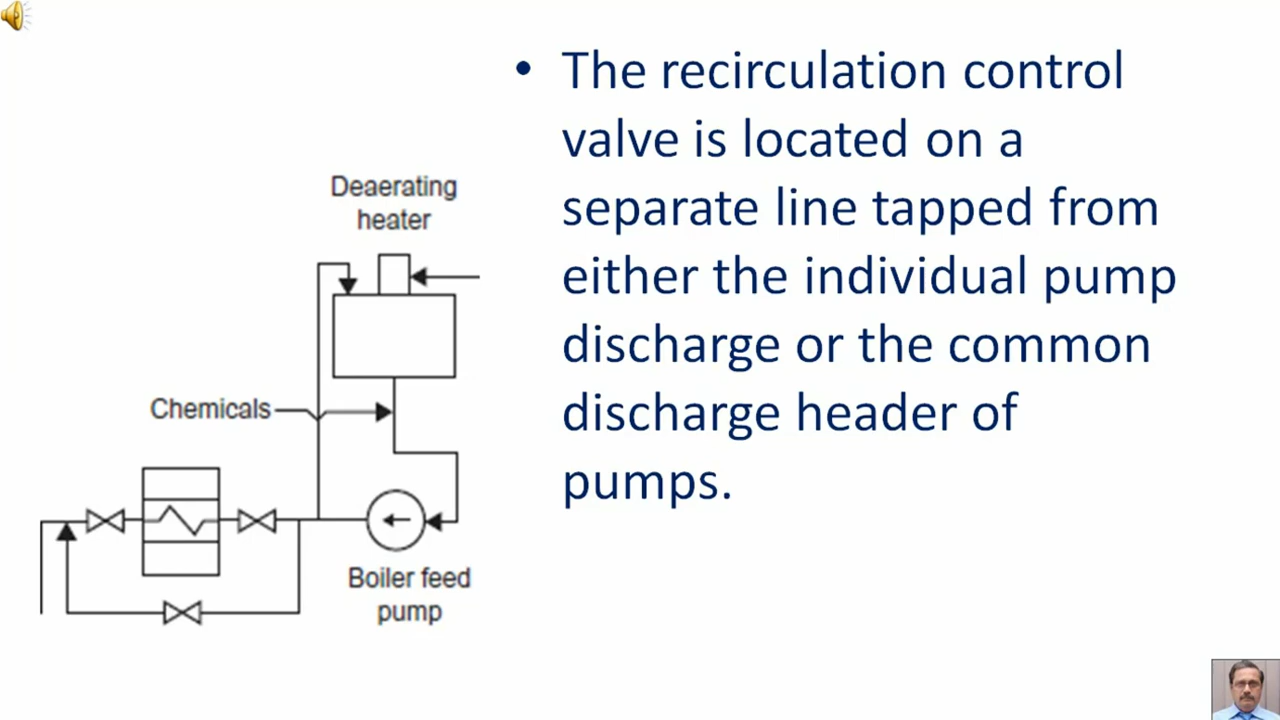 • The recirculation control
valve is located on a
separate line tapped from
either the individual pump
discharge or the common
discharge header of
pumps.
Deaerating
heater
Chemicals
Boiler feed
pump